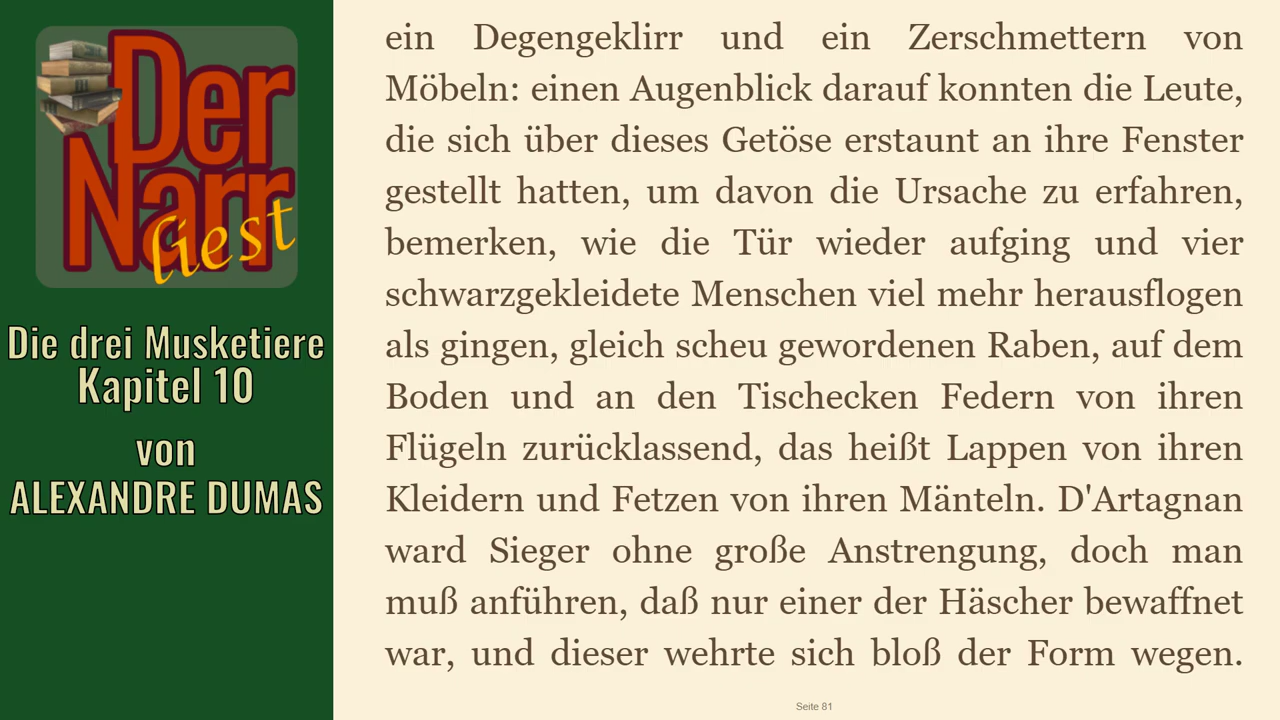 Der
Narr
liest
Die drei Musketiere
Kapitel 10
von
ALEXANDRE DUMAS
ein Degengeklirr und ein Zerschmettern von
Möbeln: einen Augenblick darauf konnten die Leute,
die sich über dieses Getöse erstaunt an ihre Fenster
gestellt hatten, um davon die Ursache zu erfahren,
bemerken, wie die Tür wieder aufging und vier
schwarzgekleidete Menschen viel mehr herausflogen
als gingen, gleich scheu gewordenen Raben, auf dem
Boden und an den Tischecken Federn von ihren
Flügeln zurücklassend, das heißt Lappen von ihren
Kleidern und Fetzen von ihren Mänteln. D'Artagnan
ward Sieger ohne große Anstrengung, doch man
muß anführen, daß nur einer der Häscher bewaffnet
war, und dieser wehrte sich bloß der Form wegen.
Seite 81